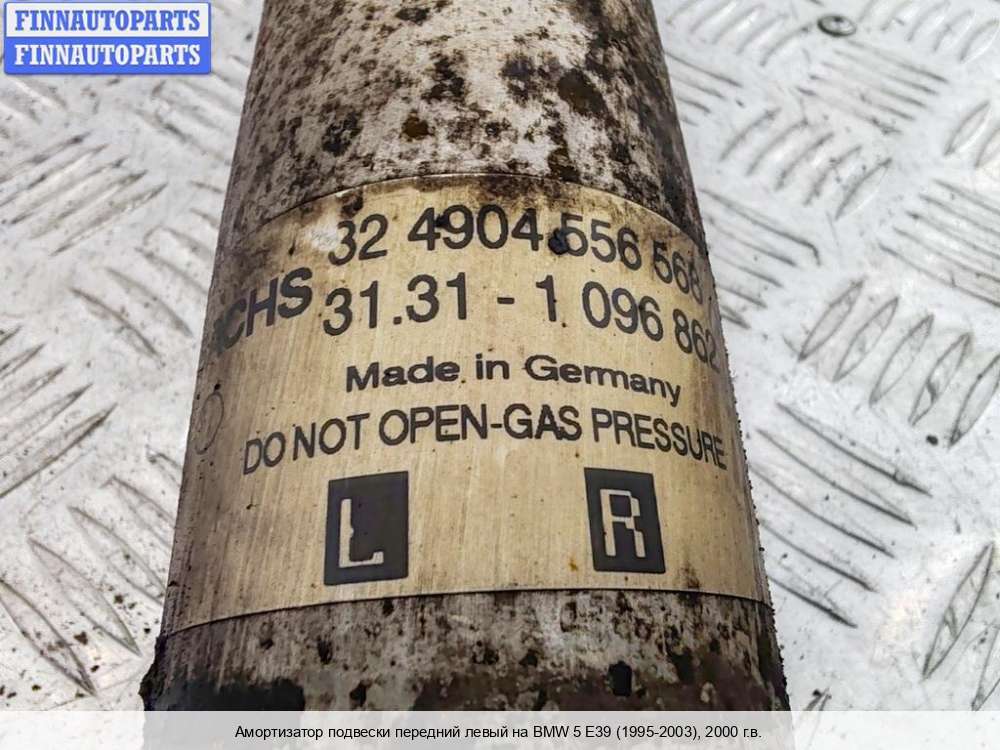 FINNAUTOPARTS
FINNAUTOPARTS
32 4904 556 568
31.31 - 1 096 862
Made in Germany
DO NOT OPEN-GAS PRESSURE
L R
Амортизатор подвески передний левый на BMW 5 E39 (1995-2003), 2000 г.в.